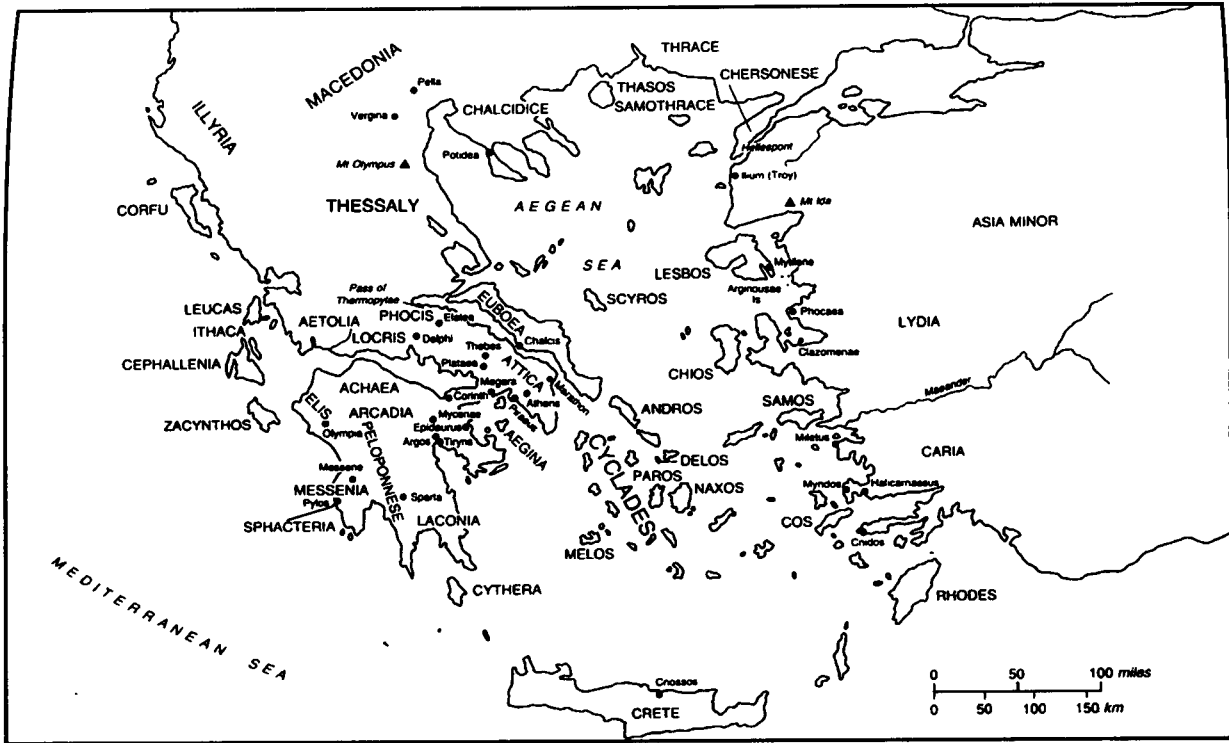 THRACE
MACEDONIA
CHERSONESE
Pella
THASOS
SAMOTHRACE
CHALCIDICE
Vergina
ILLYRIA
Hellespont
Potidea
Mt Olympus
Ilium (Troy)
CORFU
THESSALY
AEGEAN
Mt Ida
ASIA MINOR
SEA
LESBOS
Mytilene
Arginousae
Is
Pass of
Thermopylae
SCYROS
EUBOEA
LEUCAS
PHOCIS
Elatea
Phocaea
AETOLIA
ITHACA
LOCRIS
Delphi
Chalcis
LYDIA
Thebes
Clazomenae
CEPHALLENIA
Plataea
ATTICA
CHIOS
Maeander
ACHAEA
Megara
Marathon
Corinth
Athens
Piraeus
SAMOS
ELIS
ARCADIA
Mycenae
ANDROS
ZACYNTHOS
Olympia
Epidaurus
Argos
Tiryns
AEGINA
Miletus
CYCLADES
DELOS
CARIA
PELOPONNESE
Messene
PAROS
NAXOS
Myndos
Halicarnassus
MESSENIA
Pylos
Sparta
SPHACTERIA
LACONIA
COS
Cnidos
MELOS
CYTHERA
RHODES
MEDITERRANEAN SEA
Cnossos
CRETE
0 50 100 miles
0 50 100 150 km